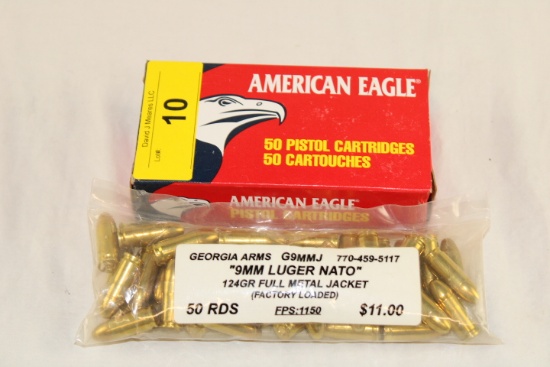 David J Meares LLC
Lot:
10
AMERICAN EAGLE®
50 PISTOL CARTRIDGES
50 CARTOUCHES
AMERICAN EAGLE®
PISTOL CARTRIDGES
GEORGIA ARMS G9MMJ 770-459-5117
"9MM LUGER NATO"
124GR FULL METAL JACKET
(FACTORY LOADED)
50 RDS FPS:1150 $11.00